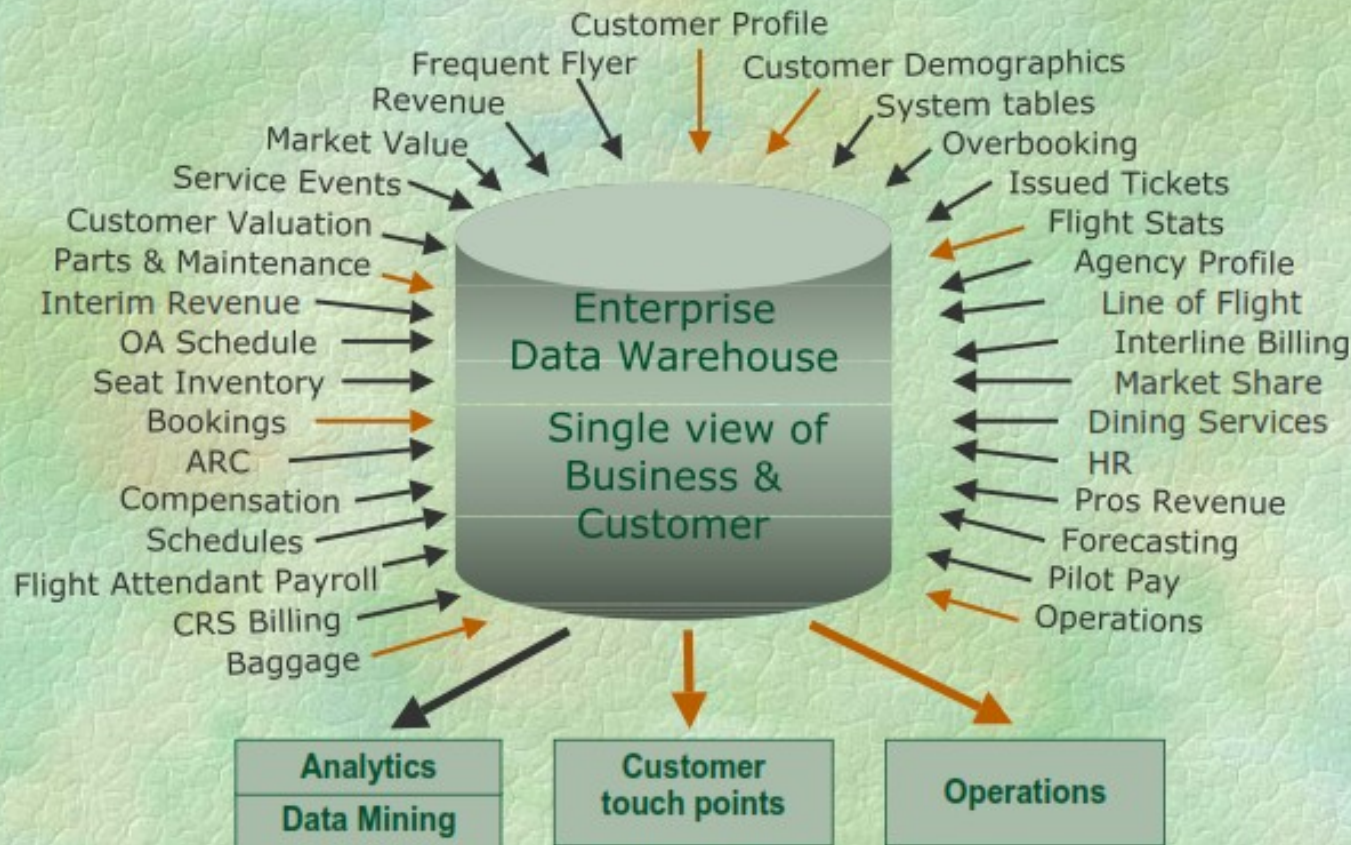 Customer Profile
Frequent Flyer
Customer Demographics
Revenue
System tables
Market Value
Overbooking
Service Events
Issued Tickets
Customer Valuation
Flight Stats
Parts & Maintenance
Agency Profile
Interim Revenue
Line of Flight
OA Schedule
Interline Billing
Seat Inventory
Market Share
Bookings
Dining Services
ARC
HR
Compensation
Pros Revenue
Schedules
Forecasting
Flight Attendant Payroll
Pilot Pay
CRS Billing
Operations
Baggage
Enterprise
Data Warehouse
Single view of
Business &
Customer
Analytics
Data Mining
Customer
touch points
Operations